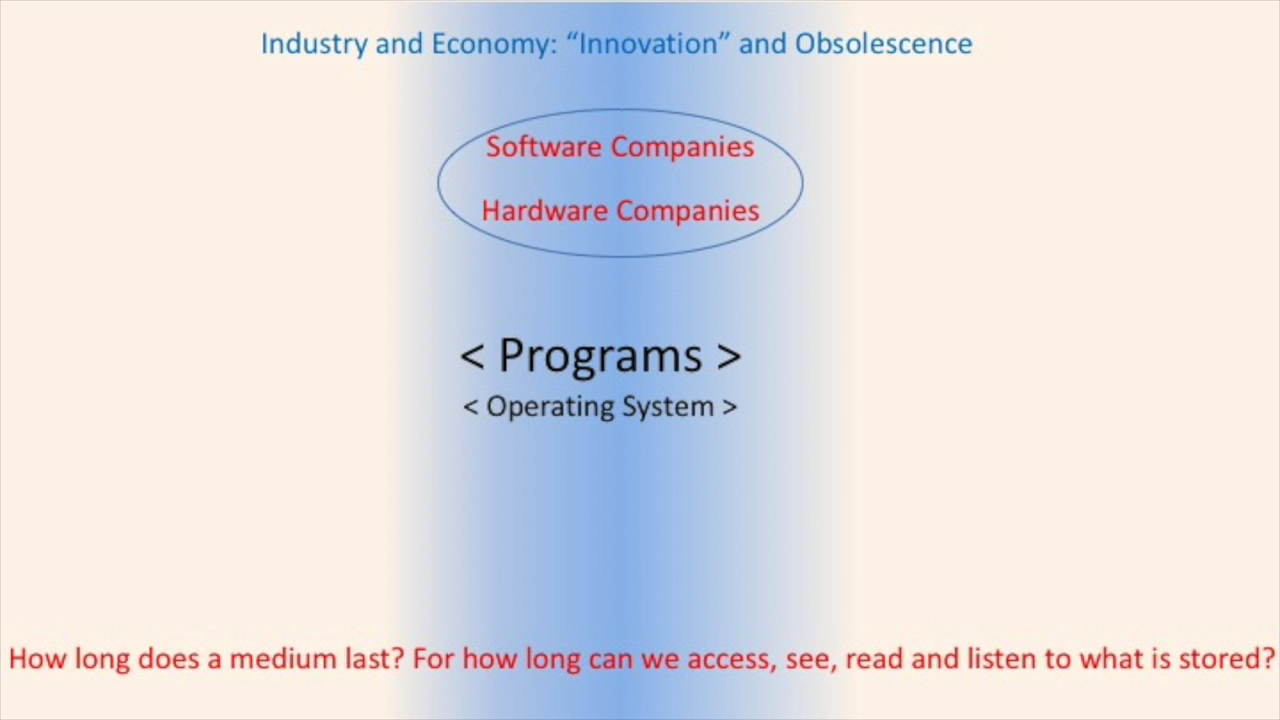 Industry and Economy: “Innovation” and Obsolescence
Software Companies
Hardware Companies
< Programs >
< Operating System >
How long does a medium last? For how long can we access, see, read and listen to what is stored?